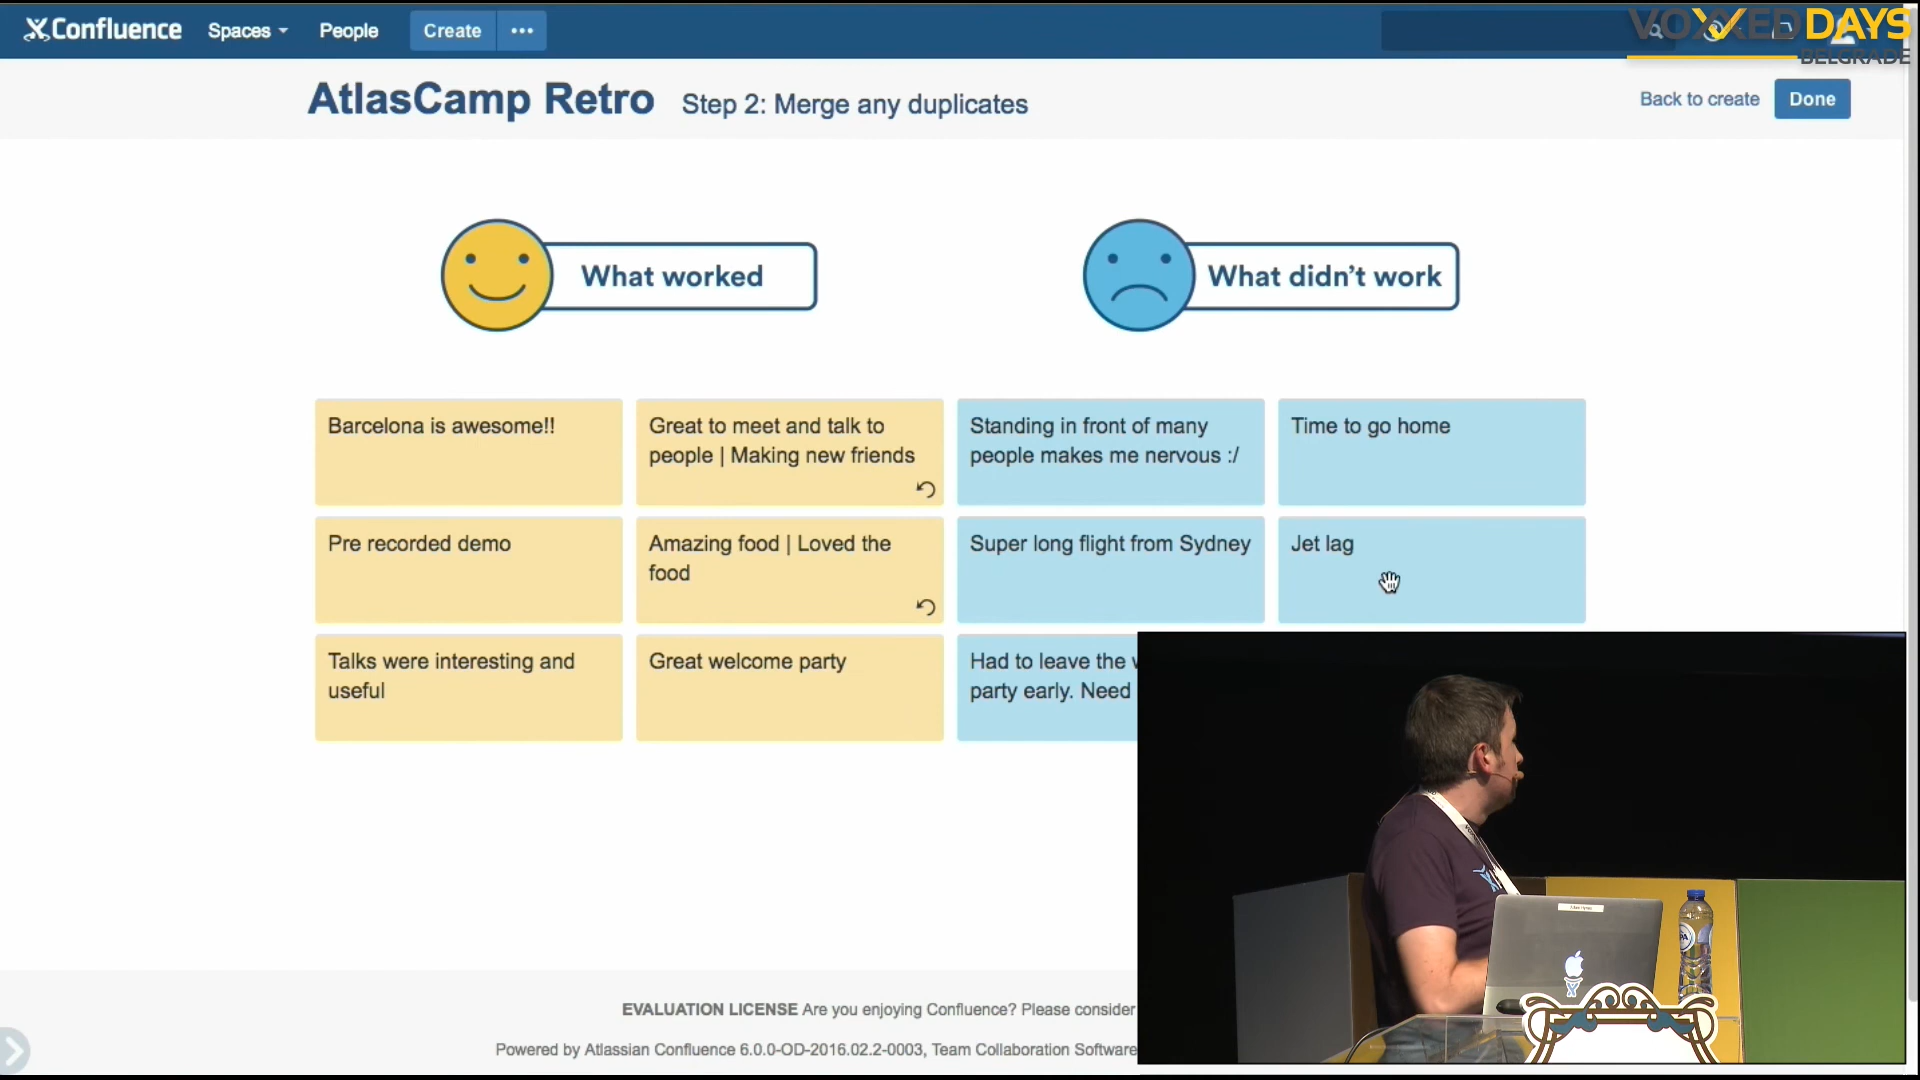 Confluence Spaces People Create
VOXXED DAYS
BELGRADE
AtlasCamp Retro Step 2: Merge any duplicates Back to create Done
What worked
What didn't work
Barcelona is awesome!!
Great to meet and talk to
people | Making new friends
Standing in front of many
people makes me nervous :/
Time to go home
Pre recorded demo
Amazing food | Loved the
food
Super long flight from Sydney
Jet lag
Talks were interesting and
useful
Great welcome party
Had to leave the
party early. Need
EVALUATION LICENSE Are you enjoying Confluence? Please consider
Powered by Atlassian Confluence 6.0.0-OD-2016.02.2-0003, Team Collaboration Software